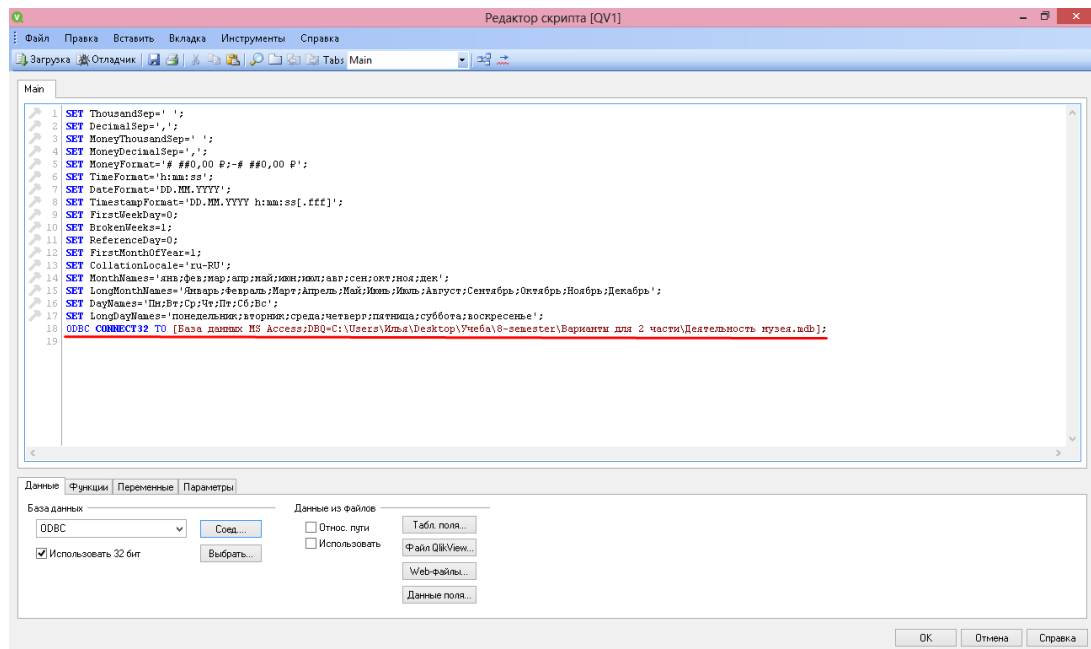 Редактор скрипта [QV1]
Файл Правка Вставить Вкладка Инструменты Справка
Загрузка Отладчик Tabs Main
Main
1 SET ThousandSep=' ';
2 SET DecimalSep=',';
3 SET MoneyThousandSep=' ';
4 SET MoneyDecimalSep=',';
5 SET MoneyFormat='# ##0,00 ₽;-# ##0,00 ₽';
6 SET TimeFormat='h:mm:ss';
7 SET DateFormat='DD.MM.YYYY';
8 SET TimestampFormat='DD.MM.YYYY h:mm:ss[.fff]';
9 SET FirstWeekDay=0;
10 SET BrokenWeeks=1;
11 SET ReferenceDay=0;
12 SET FirstMonthOfYear=1;
13 SET CollationLocale='ru-RU';
14 SET MonthNames='янв;фев;мар;апр;май;июн;июл;авг;сен;окт;ноя;дек';
15 SET LongMonthNames='Январь;Февраль;Март;Апрель;Май;Июнь;Июль;Август;Сентябрь;Октябрь;Ноябрь;Декабрь';
16 SET DayNames='Пн;Вт;Ср;Чт;Пт;Сб;Вс';
17 SET LongDayNames='понедельник;вторник;среда;четверг;пятница;суббота;воскресенье';
18 ODBC CONNECT32 TO [База данных MS Access;DBQ=C:\Users\Илья\Desktop\Учеба\8-semester\Варианты для 2 части\Деятельность музея.mdb];
19
Данные Функции Переменные Параметры
База данных Данные из файлов
ODBC Соед.... Относ. пути Табл. поля...
Использовать Файл QlikView...
Использовать 32 бит Выбрать...
Web-файлы...
Данные поля...
OK Отмена Справка